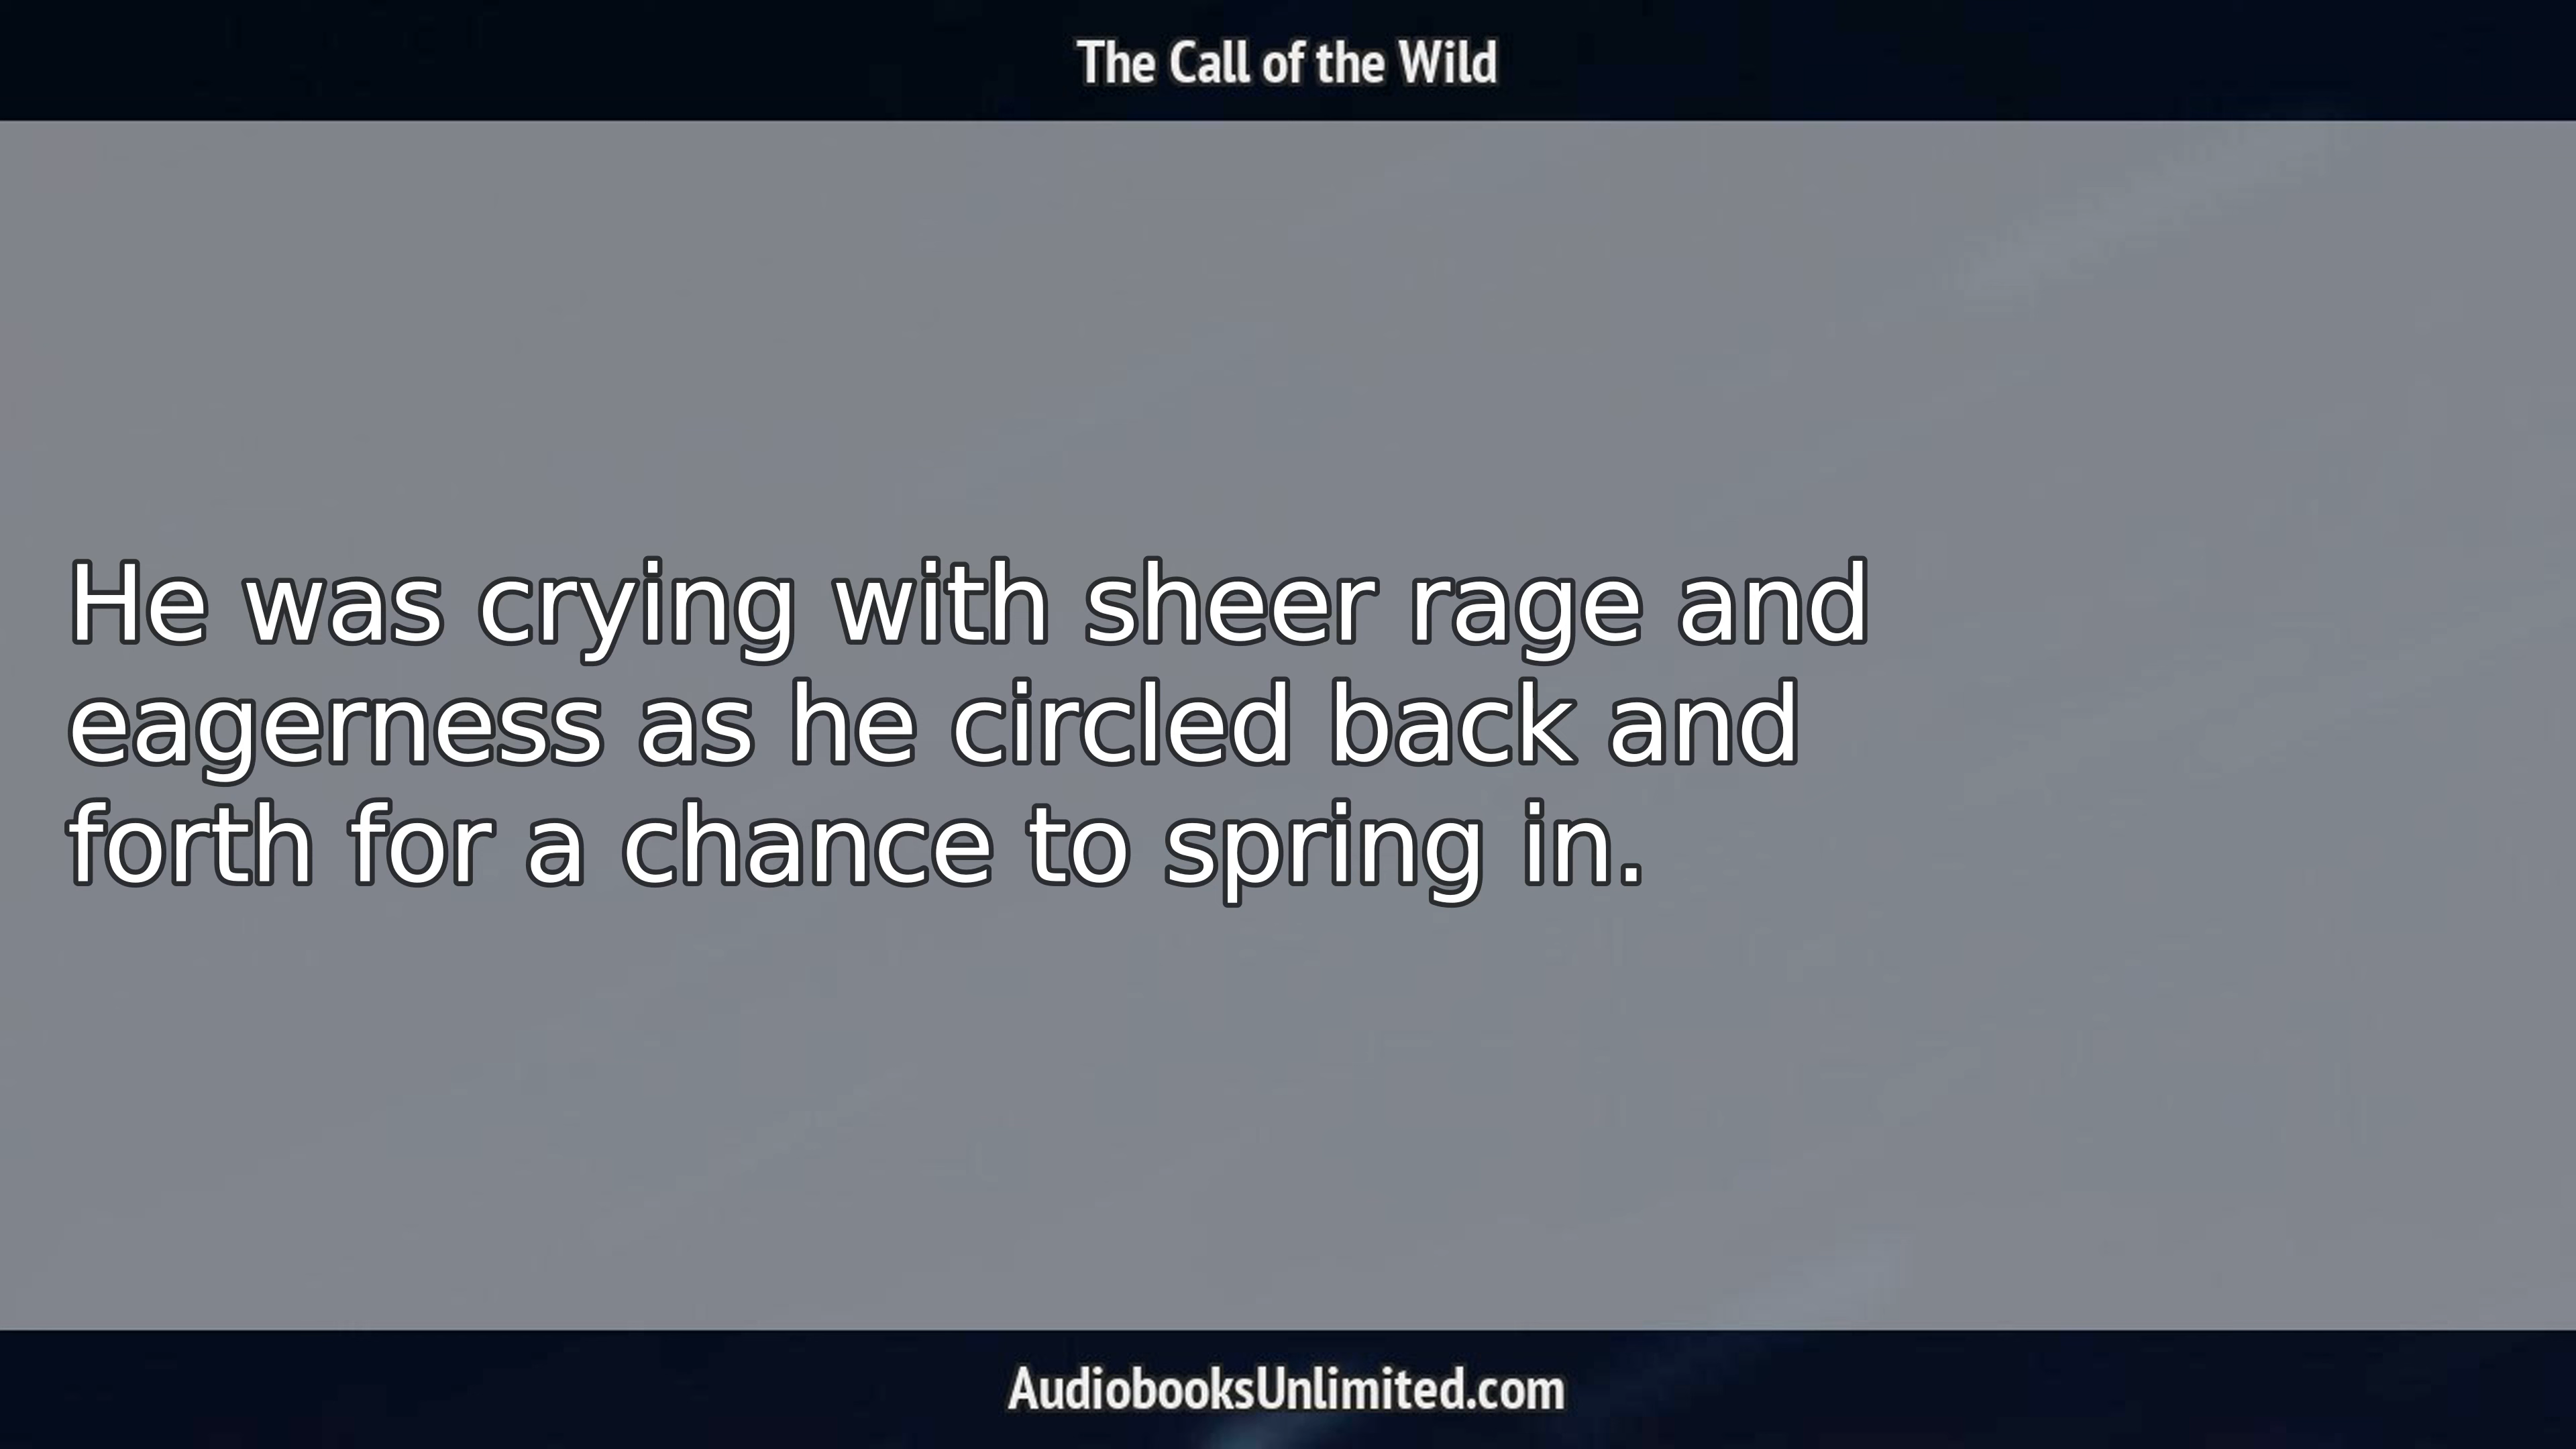 The Call of the Wild
He was crying with sheer rage and
eagerness as he circled back and
forth for a chance to spring in.
AudiobooksUnlimited.com